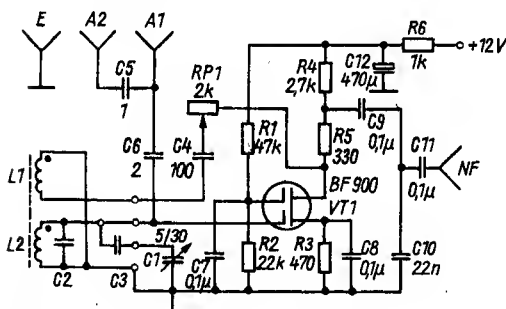 E A2 A1
C5
1
RP1
2k
R4
2,7k
C12
470µ
R6
1k
+12V
C6
2
C4
100
R1
47k
R5
330
C9
0,1µ
C11
0,1µ
NF
L1
BF900
VT1
L2
C2
C3
5/30
C1
C7
0,1µ
R2
22k
R3
470
C8
0,1µ
C10
22n